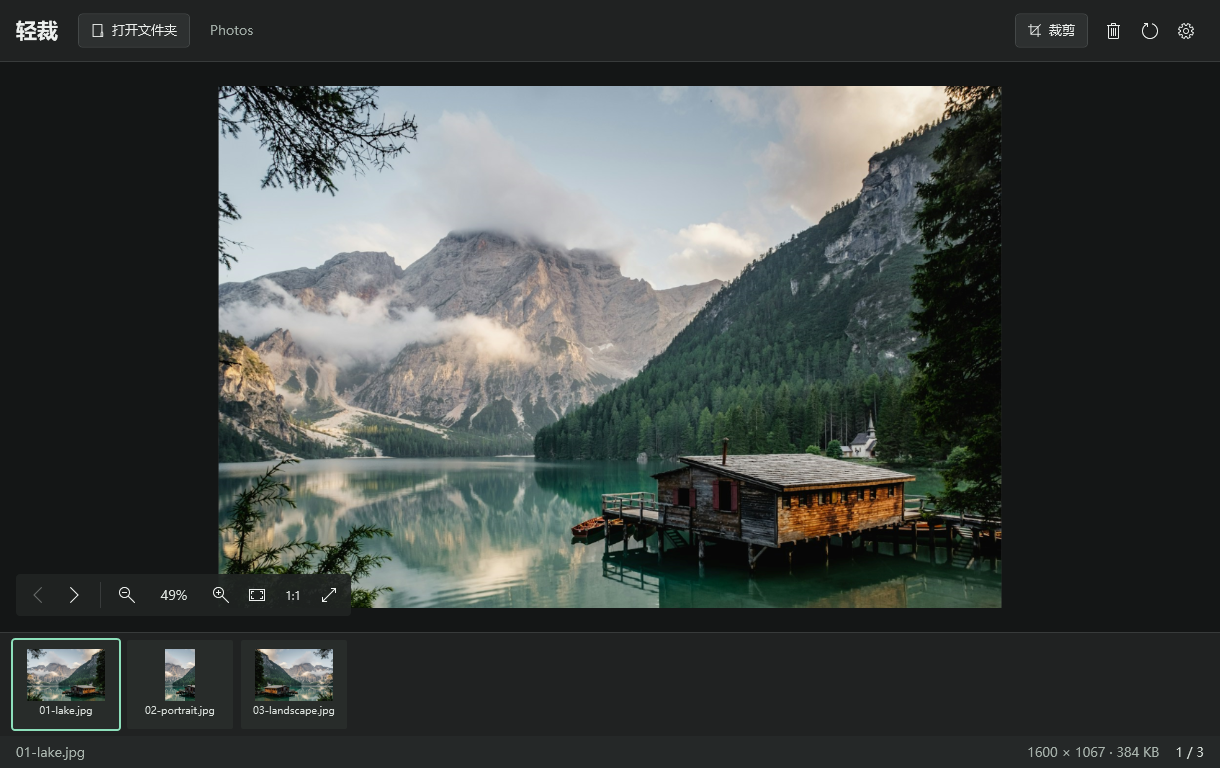 轻裁
打开文件夹
Photos
裁剪
49%
1:1
01-lake.jpg
02-portrait.jpg
03-landscape.jpg
01-lake.jpg
1600 × 1067 · 384 KB
1 / 3